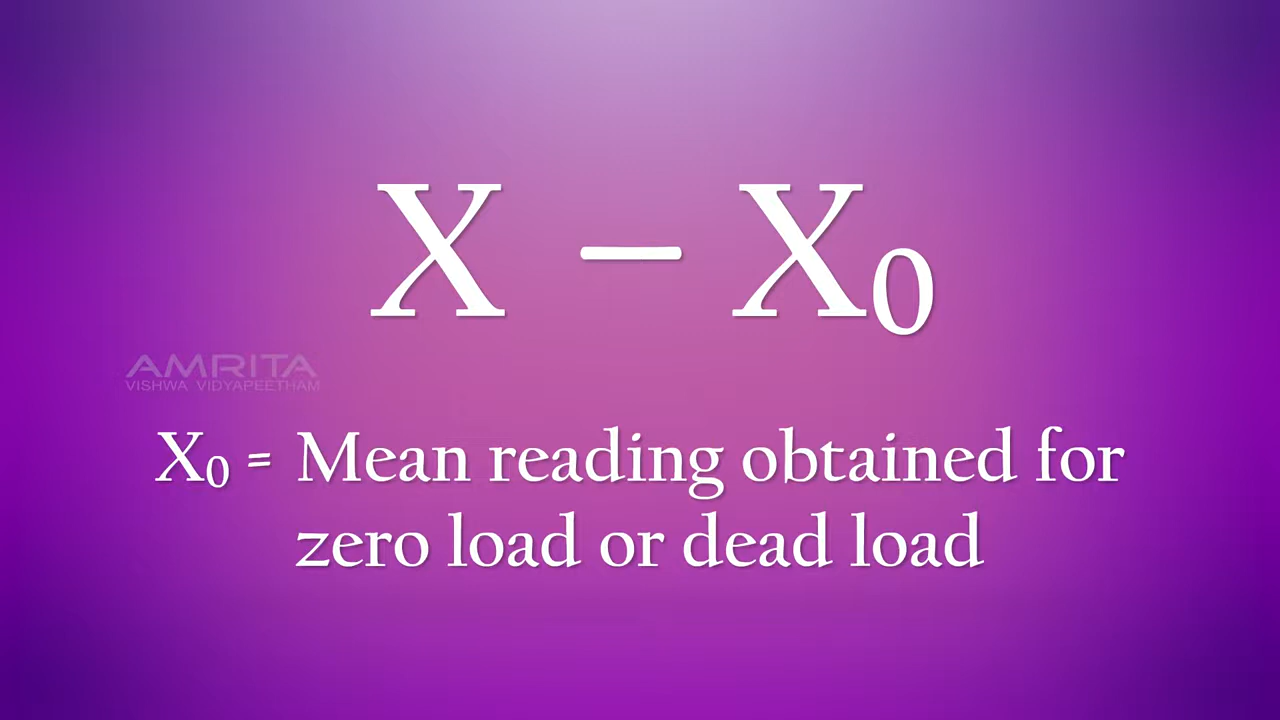 X – X₀
AMRITA
VISHWA VIDYAPEETHAM
X₀ = Mean reading obtained for
zero load or dead load